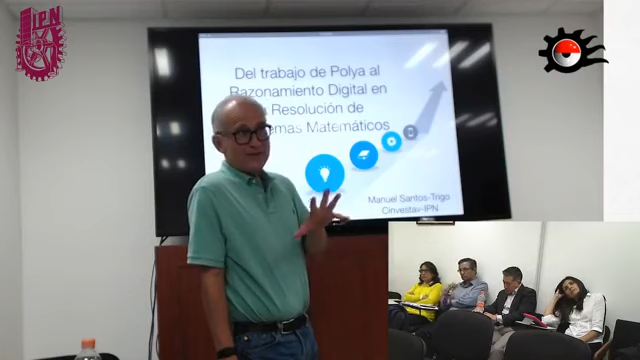 IPN
Del trabajo de Polya al
Razonamiento Digital en
Resolución de
Matemáticos
Manuel Santos-Trigo
Cinvestav-IPN